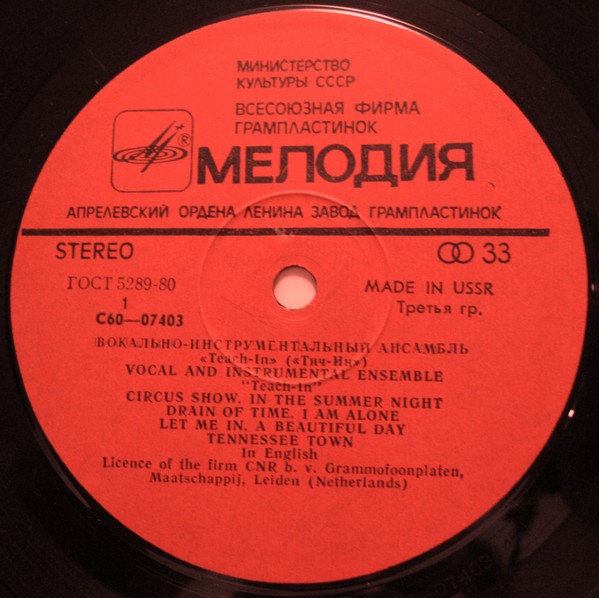 МИНИСТЕРСТВО
КУЛЬТУРЫ СССР
ВСЕСОЮЗНАЯ ФИРМА
ГРАМПЛАСТИНОК
®
МЕЛОДИЯ
АПРЕЛЕВСКИЙ ОРДЕНА ЛЕНИНА ЗАВОД ГРАМПЛАСТИНОК
STEREO
33
ГОСТ 5289-80
MADE IN USSR
1
Третья гр.
С60—07403
ВОКАЛЬНО-ИНСТРУМЕНТАЛЬНЫЙ АНСАМБЛЬ
«Teach-In» («Тич-Ин»)
VOCAL AND INSTRUMENTAL ENSEMBLE
"Teach-In"
CIRCUS SHOW. IN THE SUMMER NIGHT
DRAIN OF TIME. I AM ALONE
LET ME IN. A BEAUTIFUL DAY
TENNESSEE TOWN
In English
Licence of the firm CNR b. v. Grammofoonplaten,
Maatschappij, Leiden (Netherlands)